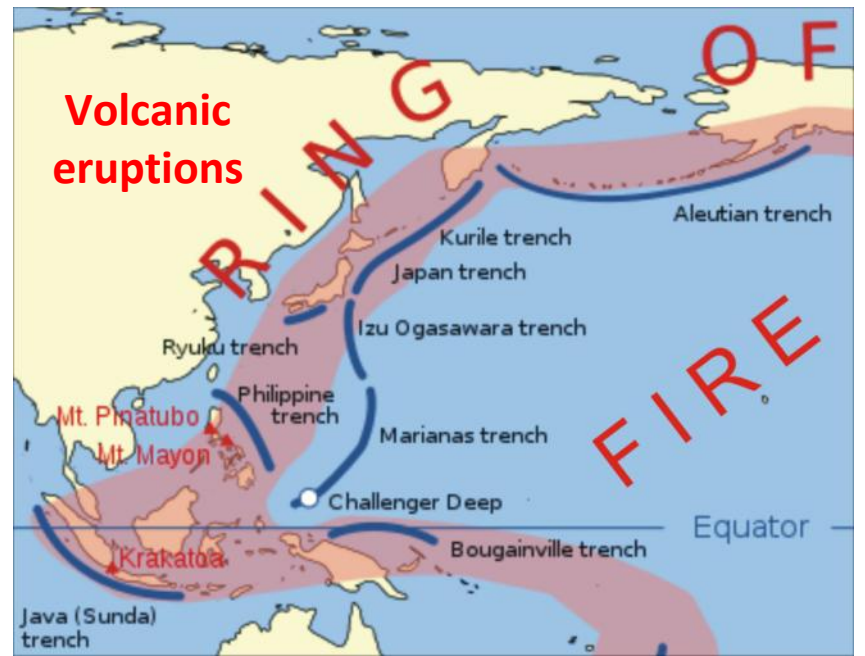 Volcanic
eruptions
RING OF
FIRE
Aleutian trench
Kurile trench
Japan trench
Izu Ogasawara trench
Ryuku trench
Philippine
trench
Mt. Pinatubo
Mt. Mayon
Marianas trench
Challenger Deep
Equator
Bougainville trench
Krakatoa
Java (Sunda)
trench